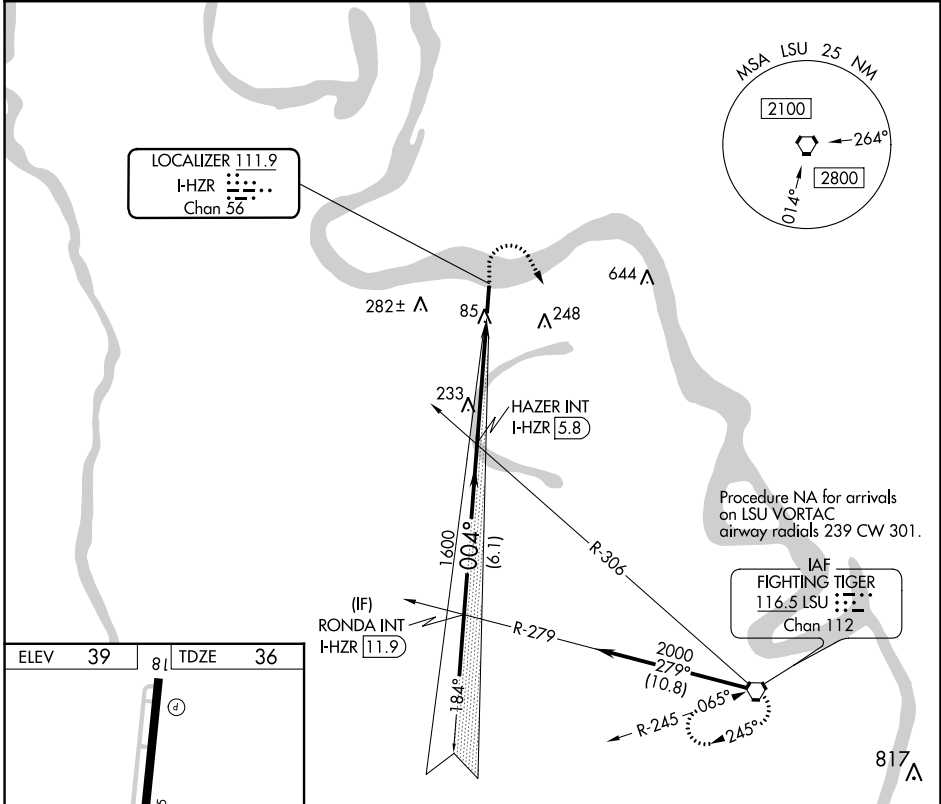 MSA LSU 25 NM
2100
264°
2800
014°
LOCALIZER 111.9
I-HZR
Chan 56
644
282±
85
248
233
HAZER INT
I-HZR 5.8
Procedure NA for arrivals
on LSU VORTAC
airway radials 239 CW 301.
1600
004°
(6.1)
R-306
IAF
FIGHTING TIGER
116.5 LSU
Chan 112
(IF)
RONDA INT
I-HZR 11.9
R-279
2000
279°
(10.8)
184°
R-245
065°
245°
817
ELEV 39
18
TDZE 36
P